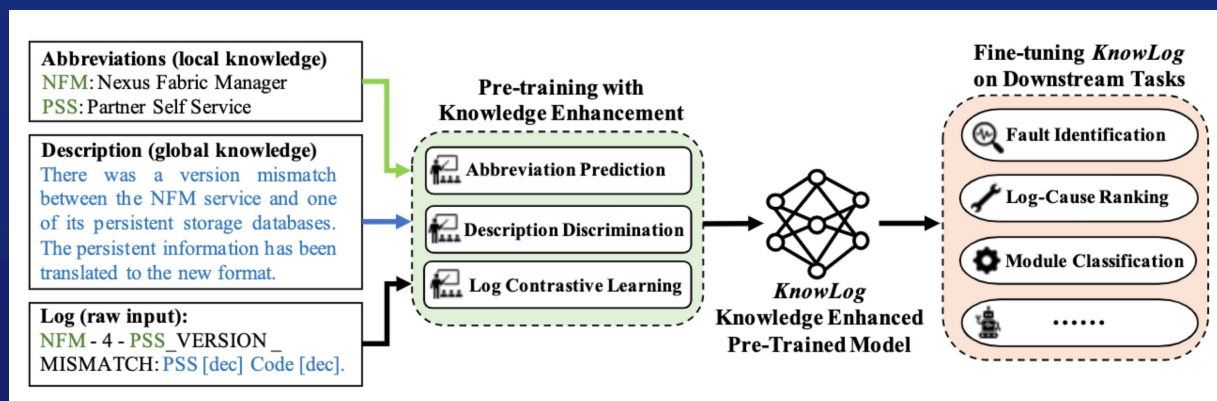 Abbreviations (local knowledge)
NFM: Nexus Fabric Manager
PSS: Partner Self Service
Description (global knowledge)
There was a version mismatch
between the NFM service and one
of its persistent storage databases.
The persistent information has been
translated to the new format.
Log (raw input):
NFM - 4 - PSS_VERSION_
MISMATCH: PSS [dec] Code [dec].
Pre-training with
Knowledge Enhancement
Abbreviation Prediction
Description Discrimination
Log Contrastive Learning
KnowLog
Knowledge Enhanced
Pre-Trained Model
Fine-tuning KnowLog
on Downstream Tasks
Fault Identification
Log-Cause Ranking
Module Classification
......